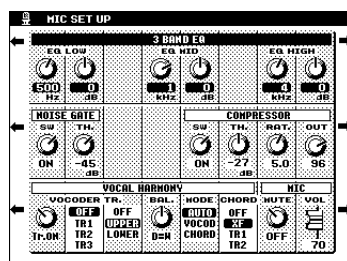 MIC SET UP
3 BAND EQ
EQ LOW EQ MID EQ HIGH
500 0 1 0 4 0
Hz dB kHz dB kHz dB
NOISE GATE COMPRESSOR
SW TH. SW TH. RAT. OUT
ON -45 ON -27 5.0 96
dB dB
VOCAL HARMONY MIC
VOCODER TR. BAL. MODE CHORD MUTE VOL
OFF OFF AUTO OFF
TR1 UPPER VOCOD XF
Tr.ON TR2 LOWER D=W CHORD TR1 OFF
TR3 TR2 70